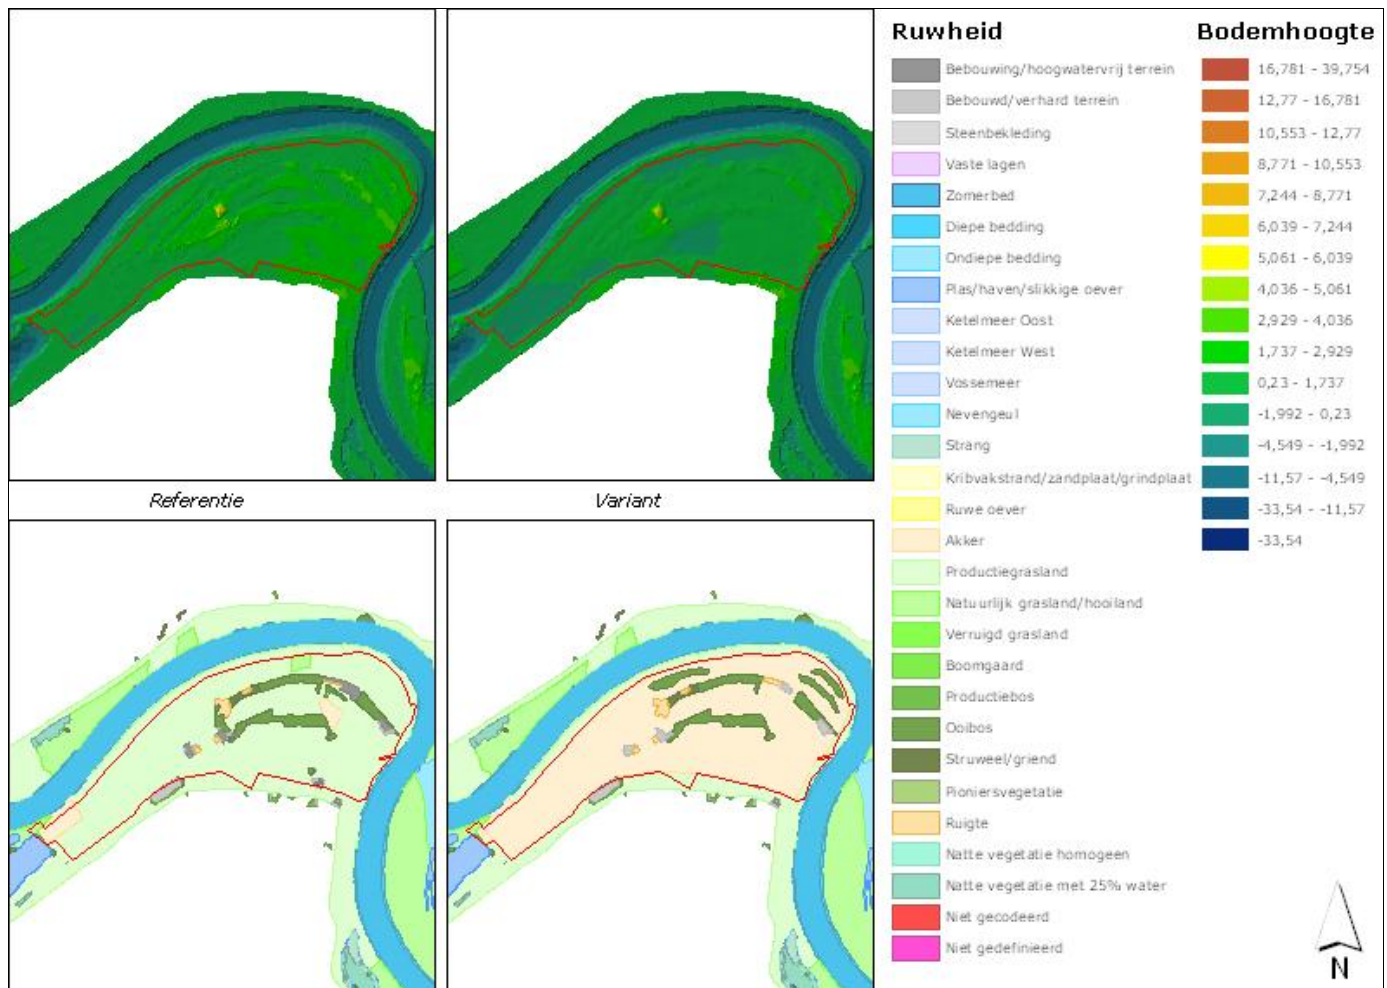 Referentie
Variant
Ruwheid
Bebouwing/hoogwatervrij terrein
Bebouwd/verhard terrein
Steenbekleding
Vaste lagen
Zomerbed
Diepe bedding
Ondiepe bedding
Plas/haven/slikkige oever
Ketelmeer Oost
Ketelmeer West
Vossemeer
Nevengeul
Strang
Kribvakstrand/zandplaat/grindplaat
Ruwe oever
Akker
Productiegrasland
Natuurlijk grasland/hooiland
Verruigd grasland
Boomgaard
Productiebos
Ooibos
Struweel/griend
Pioniersvegetatie
Ruigte
Natte vegetatie homogeen
Natte vegetatie met 25% water
Niet gecodeerd
Niet gedefinieerd
Bodemhoogte
16,781 - 39,754
12,77 - 16,781
10,553 - 12,77
8,771 - 10,553
7,244 - 8,771
6,039 - 7,244
5,061 - 6,039
4,036 - 5,061
2,929 - 4,036
1,737 - 2,929
0,23 - 1,737
-1,992 - 0,23
-4,549 - -1,992
-11,57 - -4,549
-33,54 - -11,57
-33,54
N